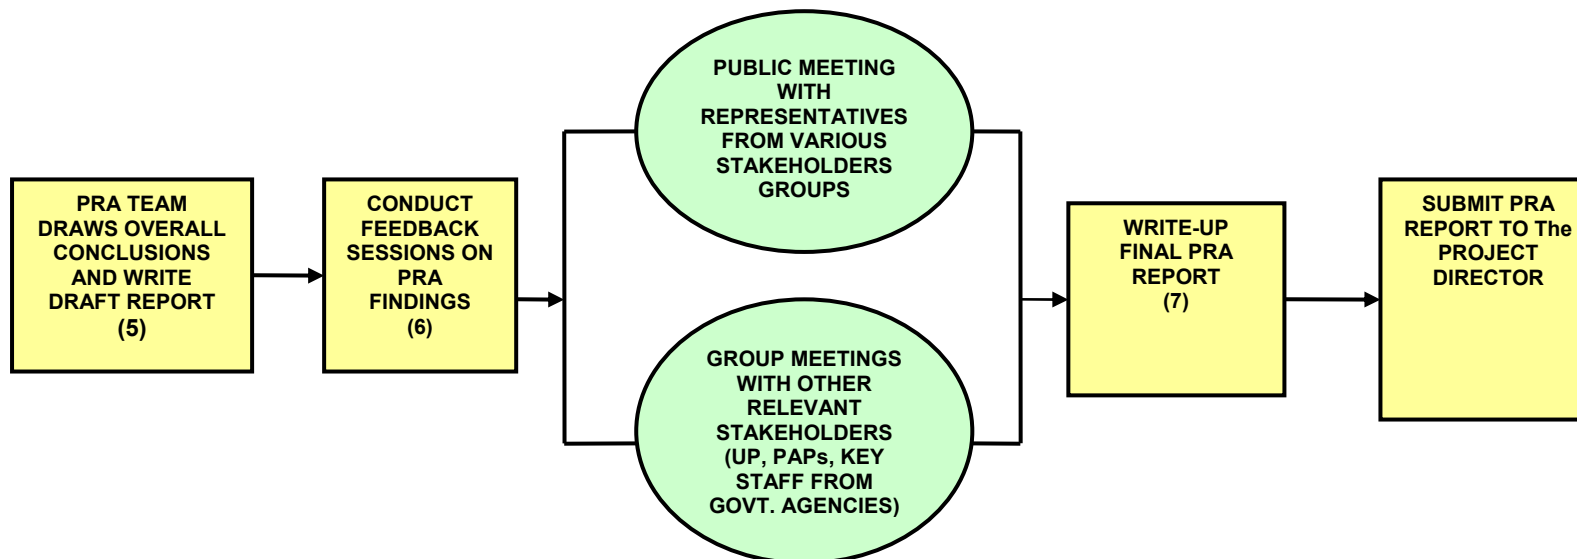 PRA TEAM
DRAWS OVERALL
CONCLUSIONS
AND WRITE
DRAFT REPORT
(5)
CONDUCT
FEEDBACK
SESSIONS ON
PRA
FINDINGS
(6)
PUBLIC MEETING
WITH
REPRESENTATIVES
FROM VARIOUS
STAKEHOLDERS
GROUPS
GROUP MEETINGS
WITH OTHER
RELEVANT
STAKEHOLDERS
(UP, PAPs, KEY
STAFF FROM
GOVT. AGENCIES)
WRITE-UP
FINAL PRA
REPORT
(7)
SUBMIT PRA
REPORT TO The
PROJECT
DIRECTOR